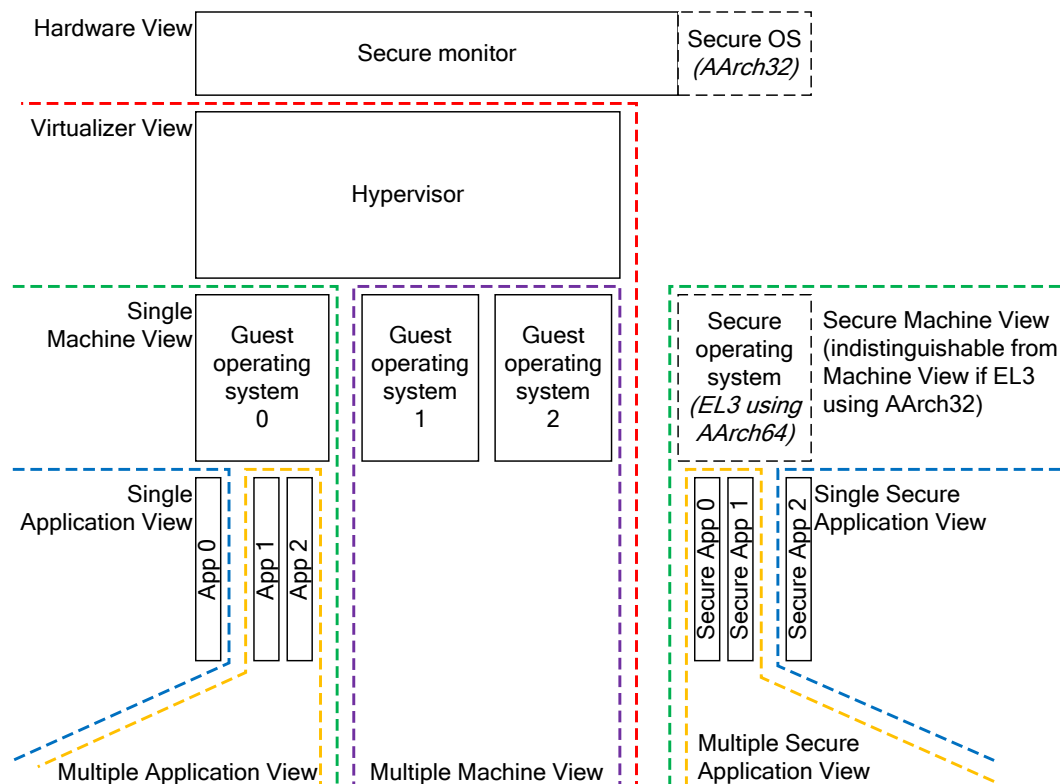 Hardware View
Secure monitor
Secure OS
(AArch32)
Virtualizer View
Hypervisor
Single
Machine View
Guest
operating
system
0
Guest
operating
system
1
Guest
operating
system
2
Secure
operating
system
(EL3 using
AArch64)
Secure Machine View
(indistinguishable from
Machine View if EL3
using AArch32)
Single
Application View
App 0
App 1
App 2
Secure App 0
Secure App 1
Secure App 2
Single Secure
Application View
Multiple Application View
Multiple Machine View
Multiple Secure
Application View